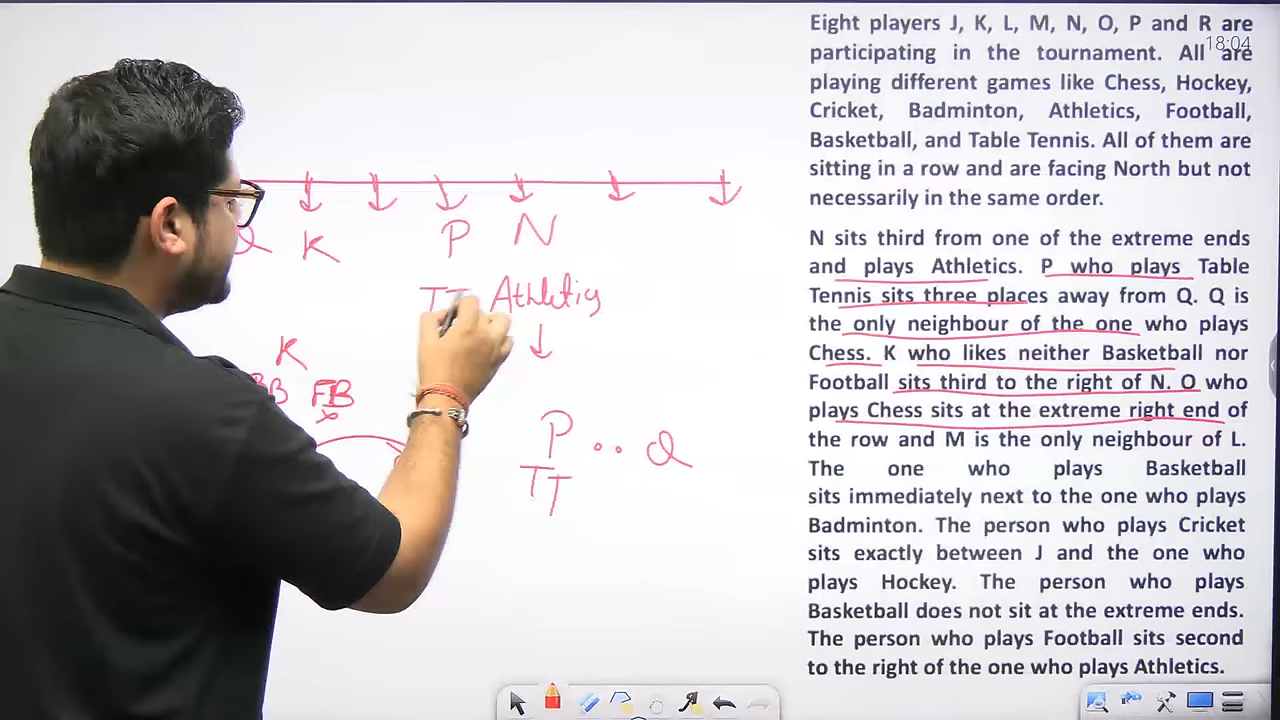 Eight players J, K, L, M, N, O, P and R are
participating in the tournament. All are
18:04
playing different games like Chess, Hockey,
Cricket, Badminton, Athletics, Football,
Basketball, and Table Tennis. All of them are
sitting in a row and are facing North but not
necessarily in the same order.
N sits third from one of the extreme ends
and plays Athletics. P who plays Table
Tennis sits three places away from Q. Q is
the only neighbour of the one who plays
Chess. K who likes neither Basketball nor
Football sits third to the right of N. O who
plays Chess sits at the extreme right end of
the row and M is the only neighbour of L.
The one who plays Basketball
sits immediately next to the one who plays
Badminton. The person who plays Cricket
sits exactly between J and the one who
plays Hockey. The person who plays
Basketball does not sit at the extreme ends.
The person who plays Football sits second
to the right of the one who plays Athletics.
K P N
TT Athletics
K
BB FB
P .. Q
TT